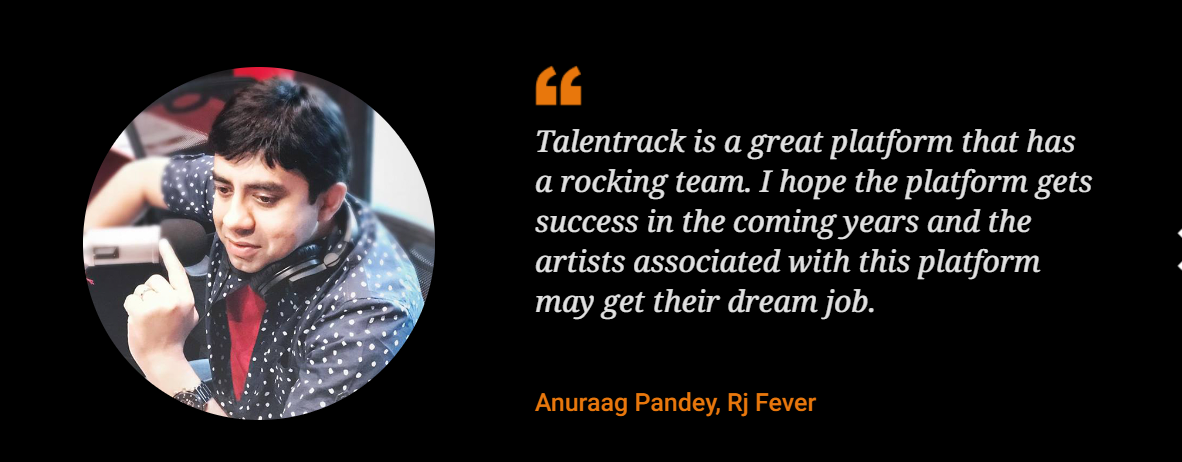 Talentrack is a great platform that has
a rocking team. I hope the platform gets
success in the coming years and the
artists associated with this platform
may get their dream job.
Anuraag Pandey, Rj Fever